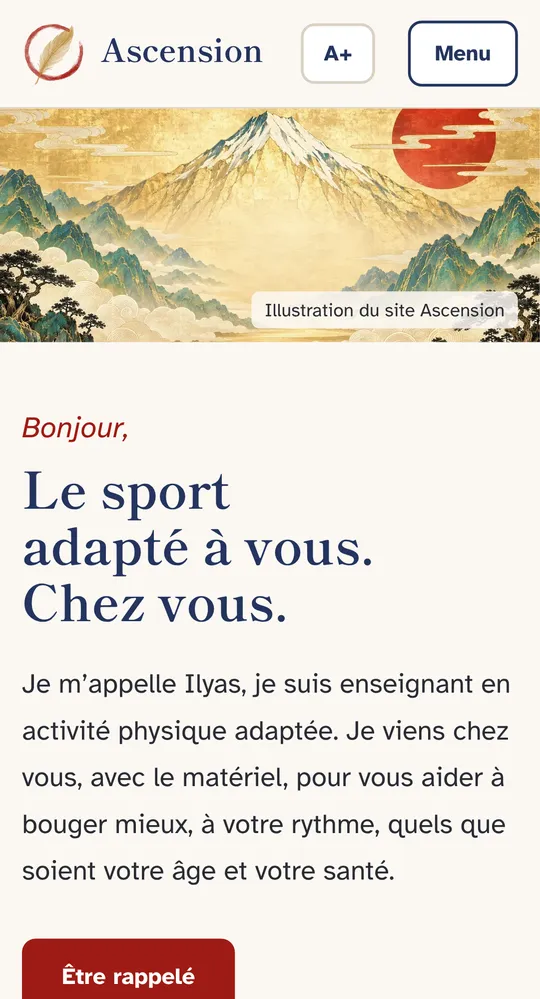 Ascension
A+
Menu
Illustration du site Ascension
Bonjour,
Le sport
adapté à vous.
Chez vous.
Je m’appelle Ilyas, je suis enseignant en
activité physique adaptée. Je viens chez
vous, avec le matériel, pour vous aider à
bouger mieux, à votre rythme, quels que
soient votre âge et votre santé.
Être rappelé